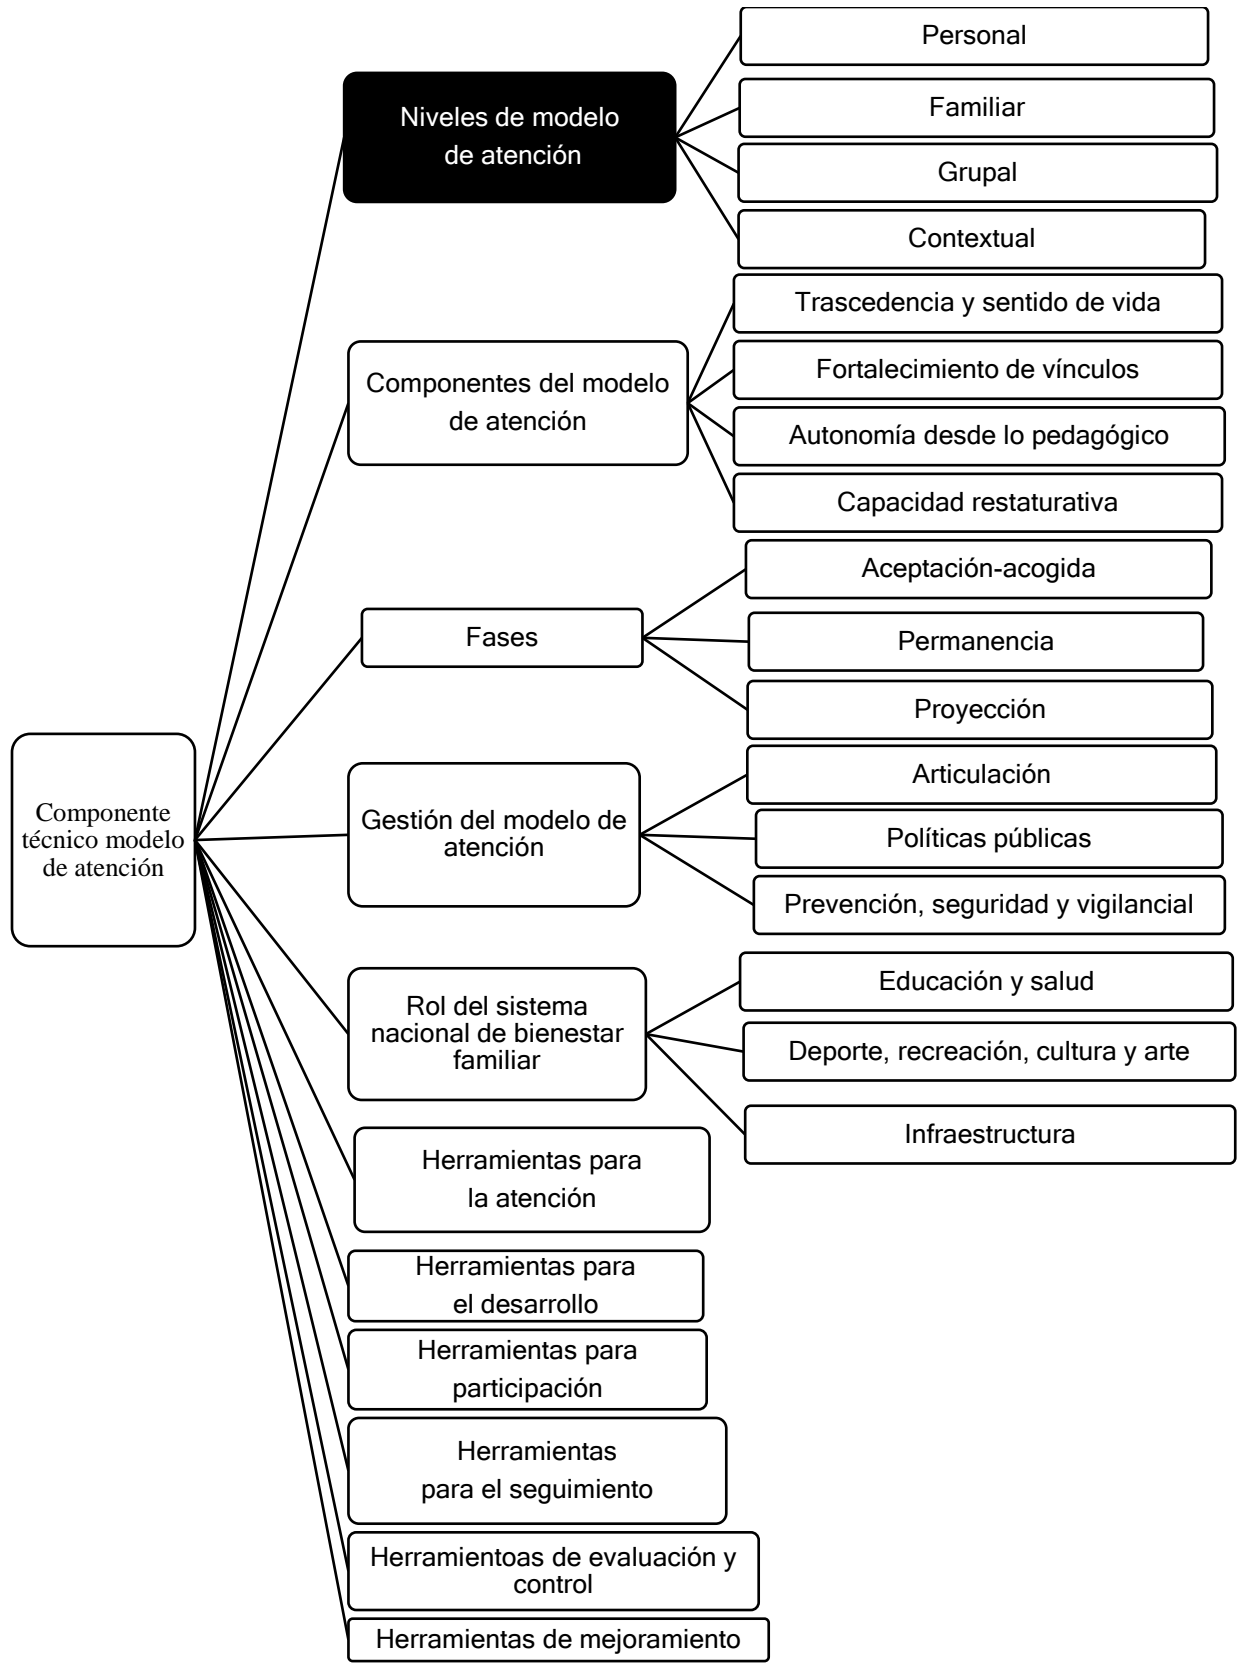 Componente
técnico modelo
de atención
Niveles de modelo
de atención
Personal
Familiar
Grupal
Contextual
Componentes del modelo
de atención
Trascedencia y sentido de vida
Fortalecimiento de vínculos
Autonomía desde lo pedagógico
Capacidad restaturativa
Fases
Aceptación-acogida
Permanencia
Proyección
Gestión del modelo de
atención
Articulación
Políticas públicas
Prevención, seguridad y vigilancial
Rol del sistema
nacional de bienestar
familiar
Educación y salud
Deporte, recreación, cultura y arte
Infraestructura
Herramientas para
la atención
Herramientas para
el desarrollo
Herramientas para
participación
Herramientas
para el seguimiento
Herramientoas de evaluación y
control
Herramientas de mejoramiento